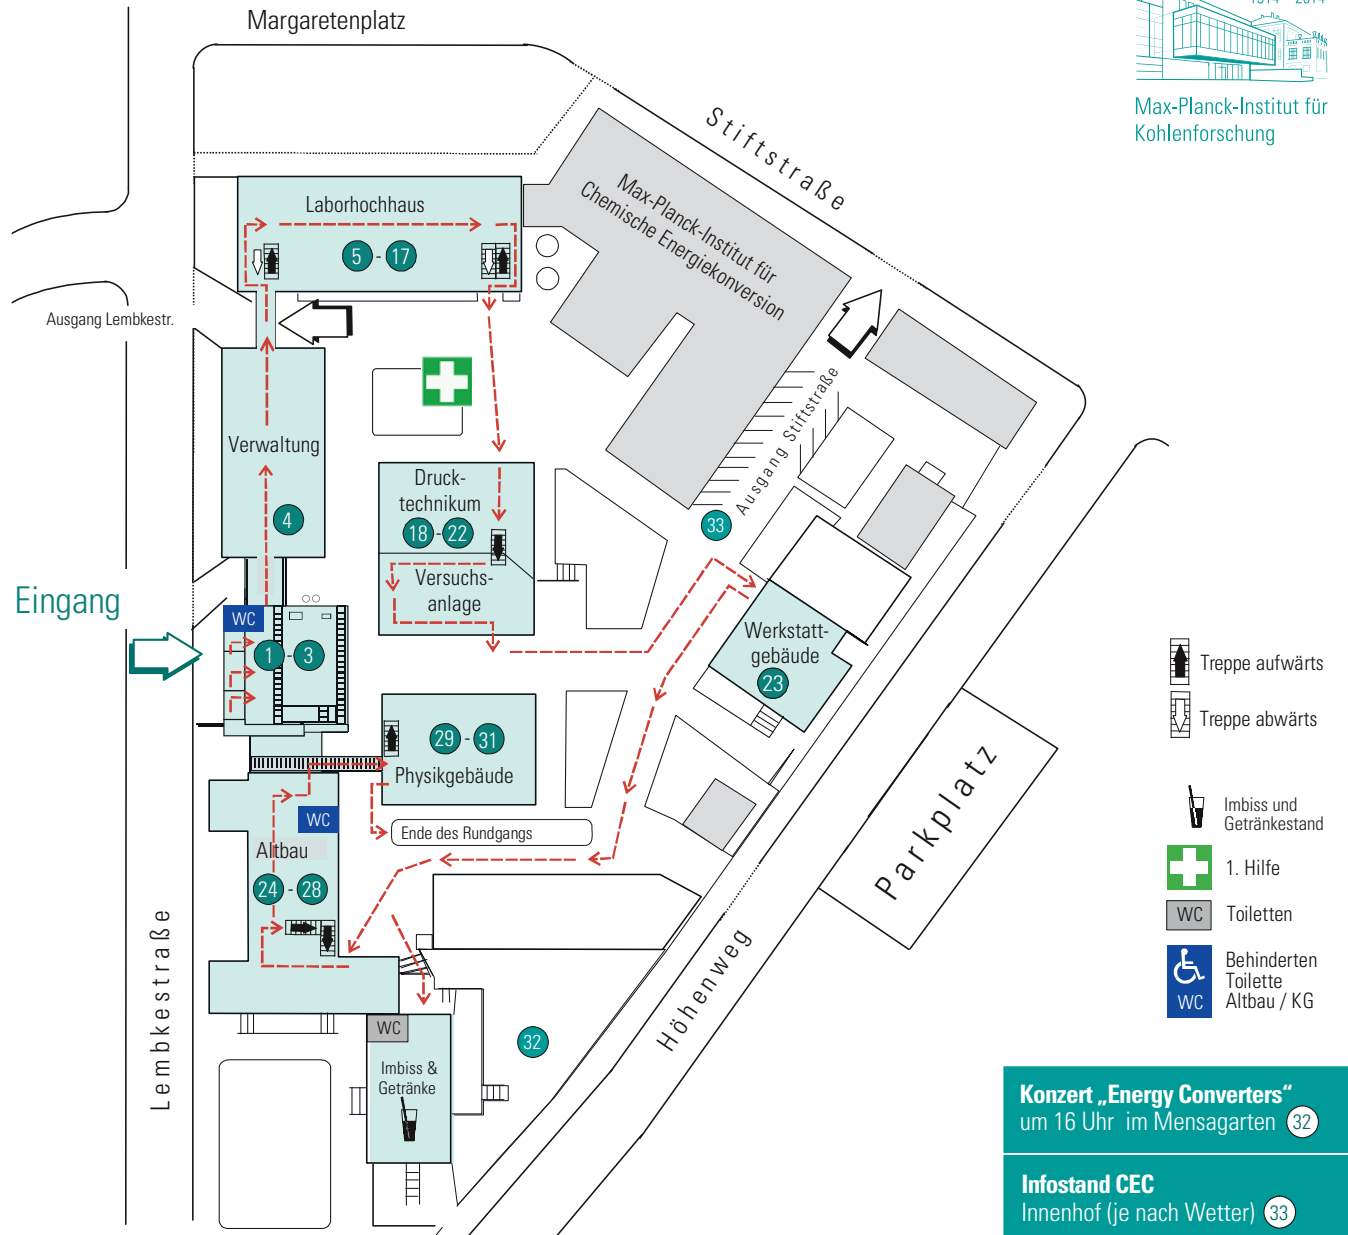 Margaretenplatz
1914 – 2014
Max-Planck-Institut für
Kohlenforschung
Stiftstraße
Max-Planck-Institut für
Chemische Energiekonversion
Laborhochhaus
5 - 17
Ausgang Lembkestr.
Verwaltung
4
Ausgang Stiftstraße
Druck-
technikum
18 - 22
33
Versuchs-
anlage
Eingang
WC
1 - 3
Werkstatt-
gebäude
23
Treppe aufwärts
Treppe abwärts
29 - 31
Physikgebäude
WC
Ende des Rundgangs
Altbau
24 - 28
Parkplatz
Imbiss und
Getränkestand
1. Hilfe
WC Toiletten
Behinderten
Toilette
WC Altbau / KG
Lembkestraße
Höhenweg
WC
32
Imbiss &
Getränke
Konzert „Energy Converters“
um 16 Uhr im Mensagarten 32
Infostand CEC
Innenhof (je nach Wetter) 33